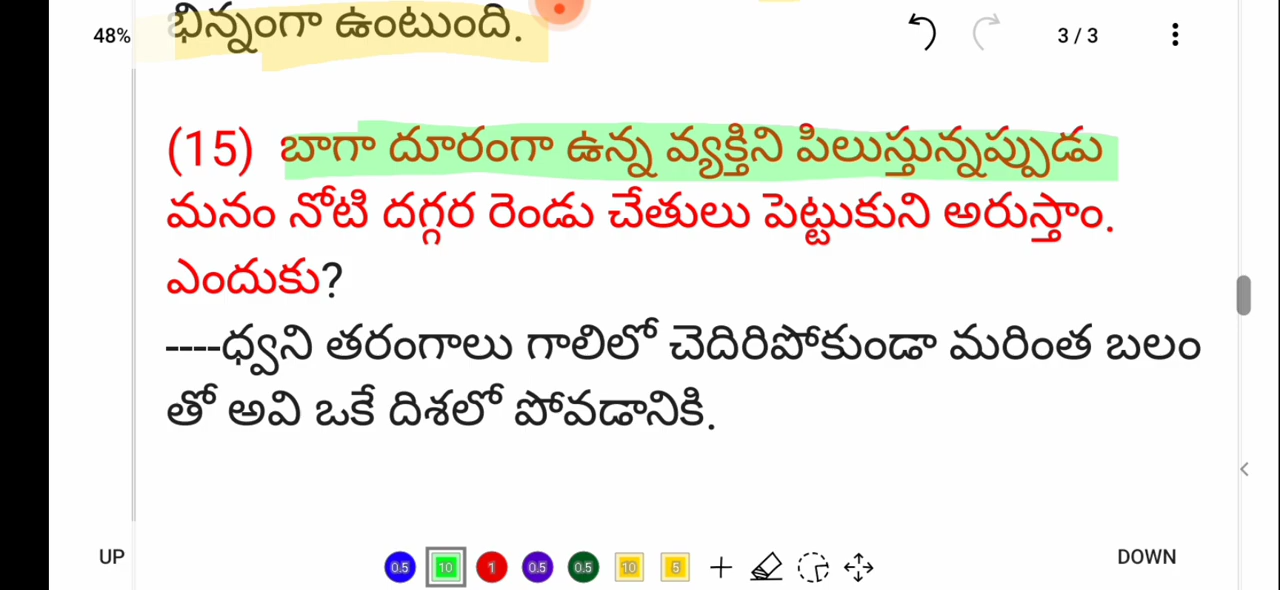 భిన్నంగా ఉంటుంది.
48%
3 / 3
(15) బాగా దూరంగా ఉన్న వ్యక్తిని పిలుస్తున్నప్పుడు
మనం నోటి దగ్గర రెండు చేతులు పెట్టుకుని అరుస్తాం.
ఎందుకు?
----ధ్వని తరంగాలు గాలిలో చెదిరిపోకుండా మరింత బలం
తో అవి ఒకే దిశలో పోవడానికి.
UP
0.5 10 1 0.5 0.5 10 5
DOWN